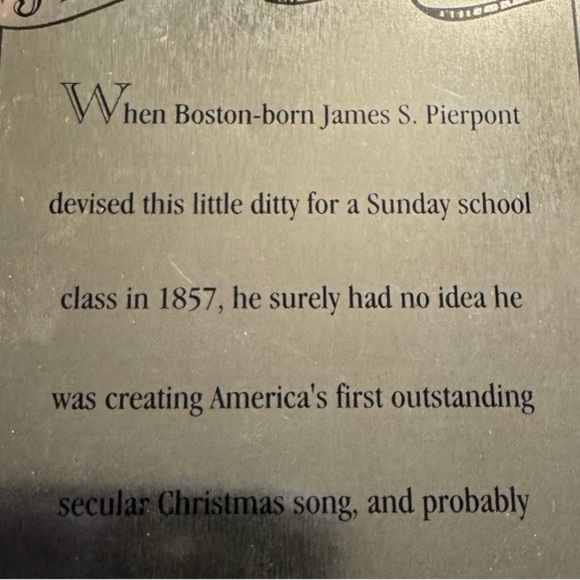 When Boston-born James S. Pierpont
devised this little ditty for a Sunday school
class in 1857, he surely had no idea he
was creating America's first outstanding
secular Christmas song, and probably